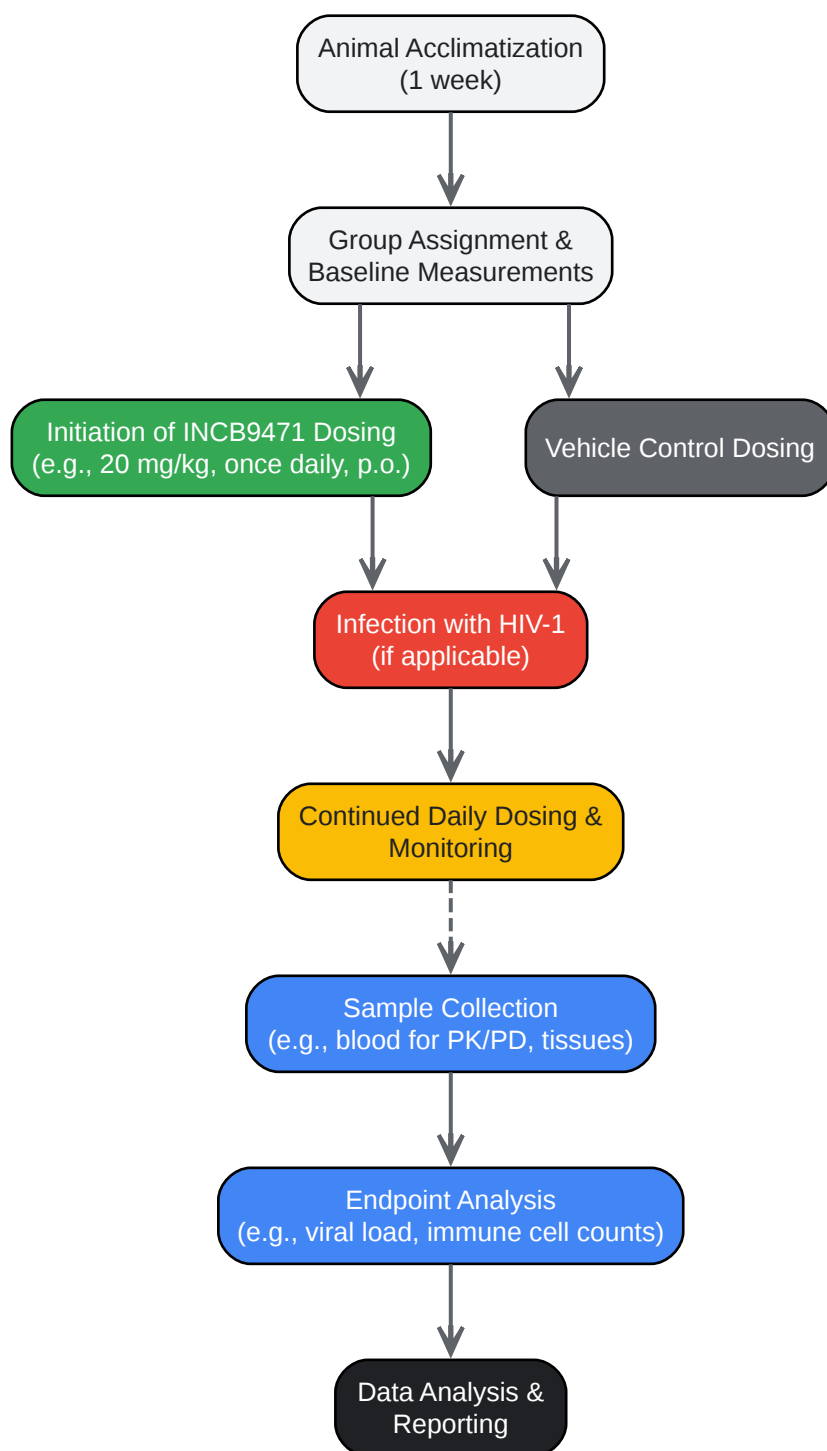 Animal Acclimatization
(1 week)
Group Assignment &
Baseline Measurements
Initiation of INCB9471 Dosing
(e.g., 20 mg/kg, once daily, p.o.)
Vehicle Control Dosing
Infection with HIV-1
(if applicable)
Continued Daily Dosing &
Monitoring
Sample Collection
(e.g., blood for PK/PD, tissues)
Endpoint Analysis
(e.g., viral load, immune cell counts)
Data Analysis &
Reporting